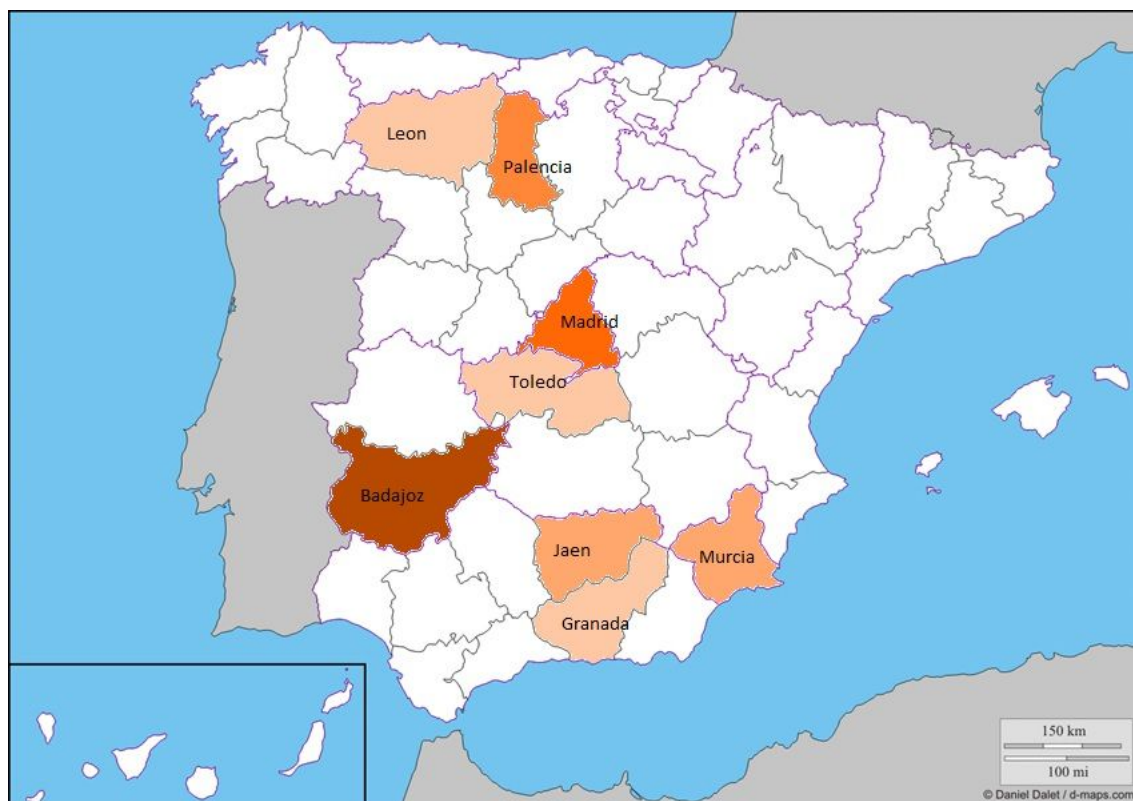 Leon
Palencia
Madrid
Toledo
Badajoz
Jaen
Murcia
Granada
150 km
100 mi
© Daniel Dalet / d-maps.com